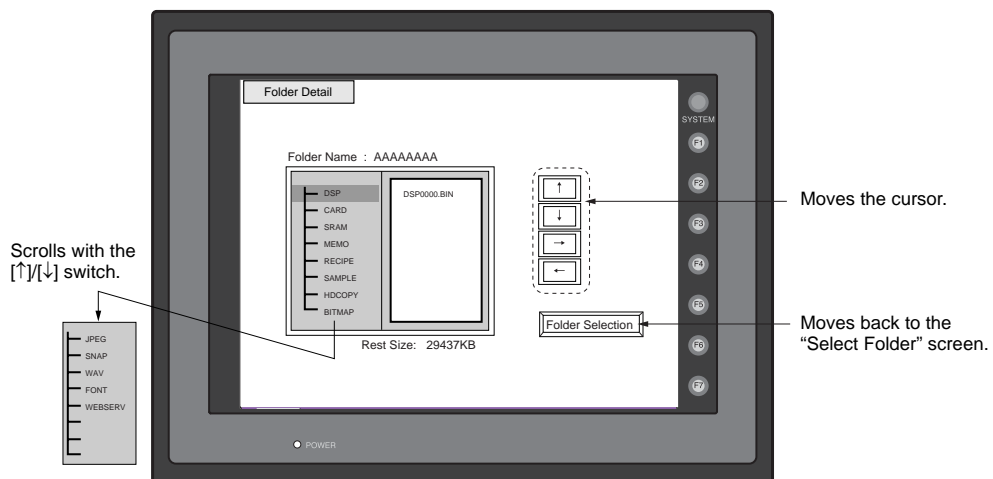 Folder Detail
SYSTEM
F1
F2
F3
F4
F5
F6
F7
Folder Name : AAAAAAAA
DSP
CARD
SRAM
MEMO
RECIPE
SAMPLE
HDCOPY
BITMAP
DSP0000.BIN
Rest Size: 29437KB
↑
↓
→
←
Folder Selection
Moves the cursor.
Moves back to the
“Select Folder” screen.
Scrolls with the
[↑]/[↓] switch.
JPEG
SNAP
WAV
FONT
WEBSERV
POWER